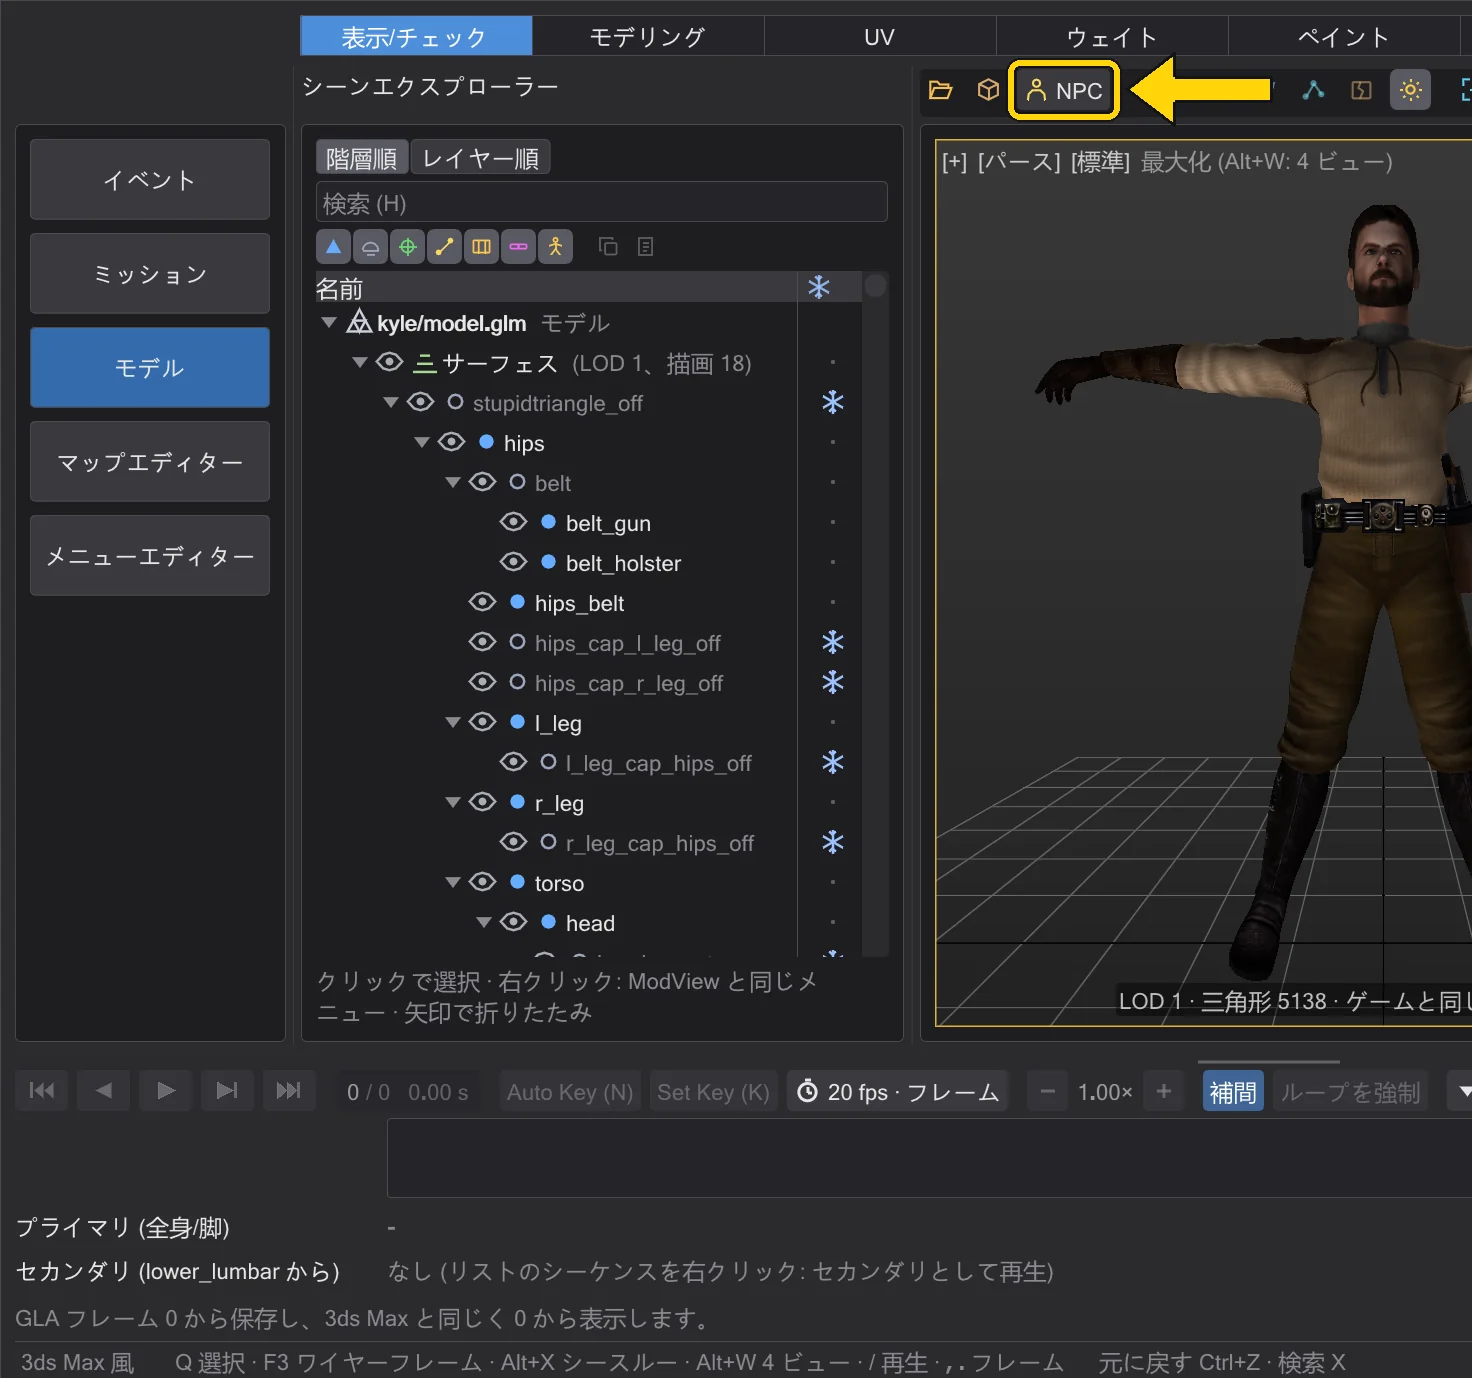 表示/チェック
モデリング
UV
ウェイト
ペイント
シーンエクスプローラー
NPC
イベント
ミッション
モデル
マップエディター
メニューエディター
階層順
レイヤー順
検索 (H)
名前
kyle/model.glm モデル
サーフェス (LOD 1、描画 18)
stupidtriangle_off
hips
belt
belt_gun
belt_holster
hips_belt
hips_cap_l_leg_off
hips_cap_r_leg_off
l_leg
l_leg_cap_hips_off
r_leg
r_leg_cap_hips_off
torso
head
クリックで選択 · 右クリック: ModView と同じメ
ニュー · 矢印で折りたたみ
[+] [パース] [標準] 最大化 (Alt+W: 4 ビュー)
LOD 1 · 三角形 5138 · ゲームと同じ
0 / 0 0.00 s
Auto Key (N)
Set Key (K)
20 fps · フレーム
− 1.00× +
補間
ループを強制
プライマリ (全身/脚) -
セカンダリ (lower_lumbar から) なし (リストのシーケンスを右クリック: セカンダリとして再生)
GLA フレーム 0 から保存し、3ds Max と同じく 0 から表示します。
3ds Max 風 Q 選択 · F3 ワイヤーフレーム · Alt+X シースルー · Alt+W 4 ビュー · / 再生 · , . フレーム 元に戻す Ctrl+Z · 検索 X